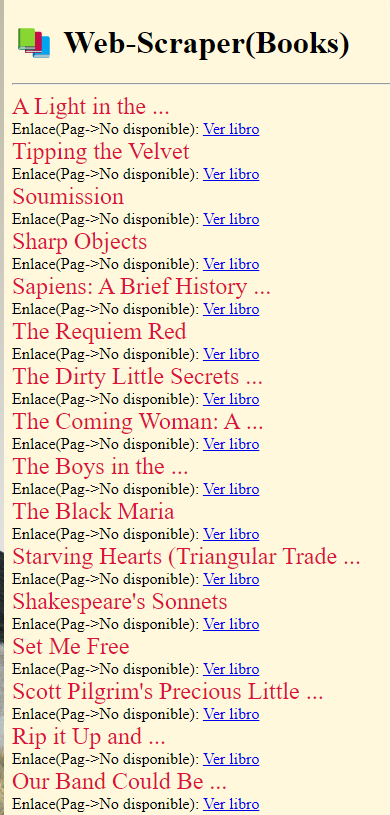 Web-Scraper(Books)
A Light in the ...
Enlace(Pag->No disponible): Ver libro
Tipping the Velvet
Enlace(Pag->No disponible): Ver libro
Soumission
Enlace(Pag->No disponible): Ver libro
Sharp Objects
Enlace(Pag->No disponible): Ver libro
Sapiens: A Brief History ...
Enlace(Pag->No disponible): Ver libro
The Requiem Red
Enlace(Pag->No disponible): Ver libro
The Dirty Little Secrets ...
Enlace(Pag->No disponible): Ver libro
The Coming Woman: A ...
Enlace(Pag->No disponible): Ver libro
The Boys in the ...
Enlace(Pag->No disponible): Ver libro
The Black Maria
Enlace(Pag->No disponible): Ver libro
Starving Hearts (Triangular Trade ...
Enlace(Pag->No disponible): Ver libro
Shakespeare's Sonnets
Enlace(Pag->No disponible): Ver libro
Set Me Free
Enlace(Pag->No disponible): Ver libro
Scott Pilgrim's Precious Little ...
Enlace(Pag->No disponible): Ver libro
Rip it Up and ...
Enlace(Pag->No disponible): Ver libro
Our Band Could Be ...
Enlace(Pag->No disponible): Ver libro